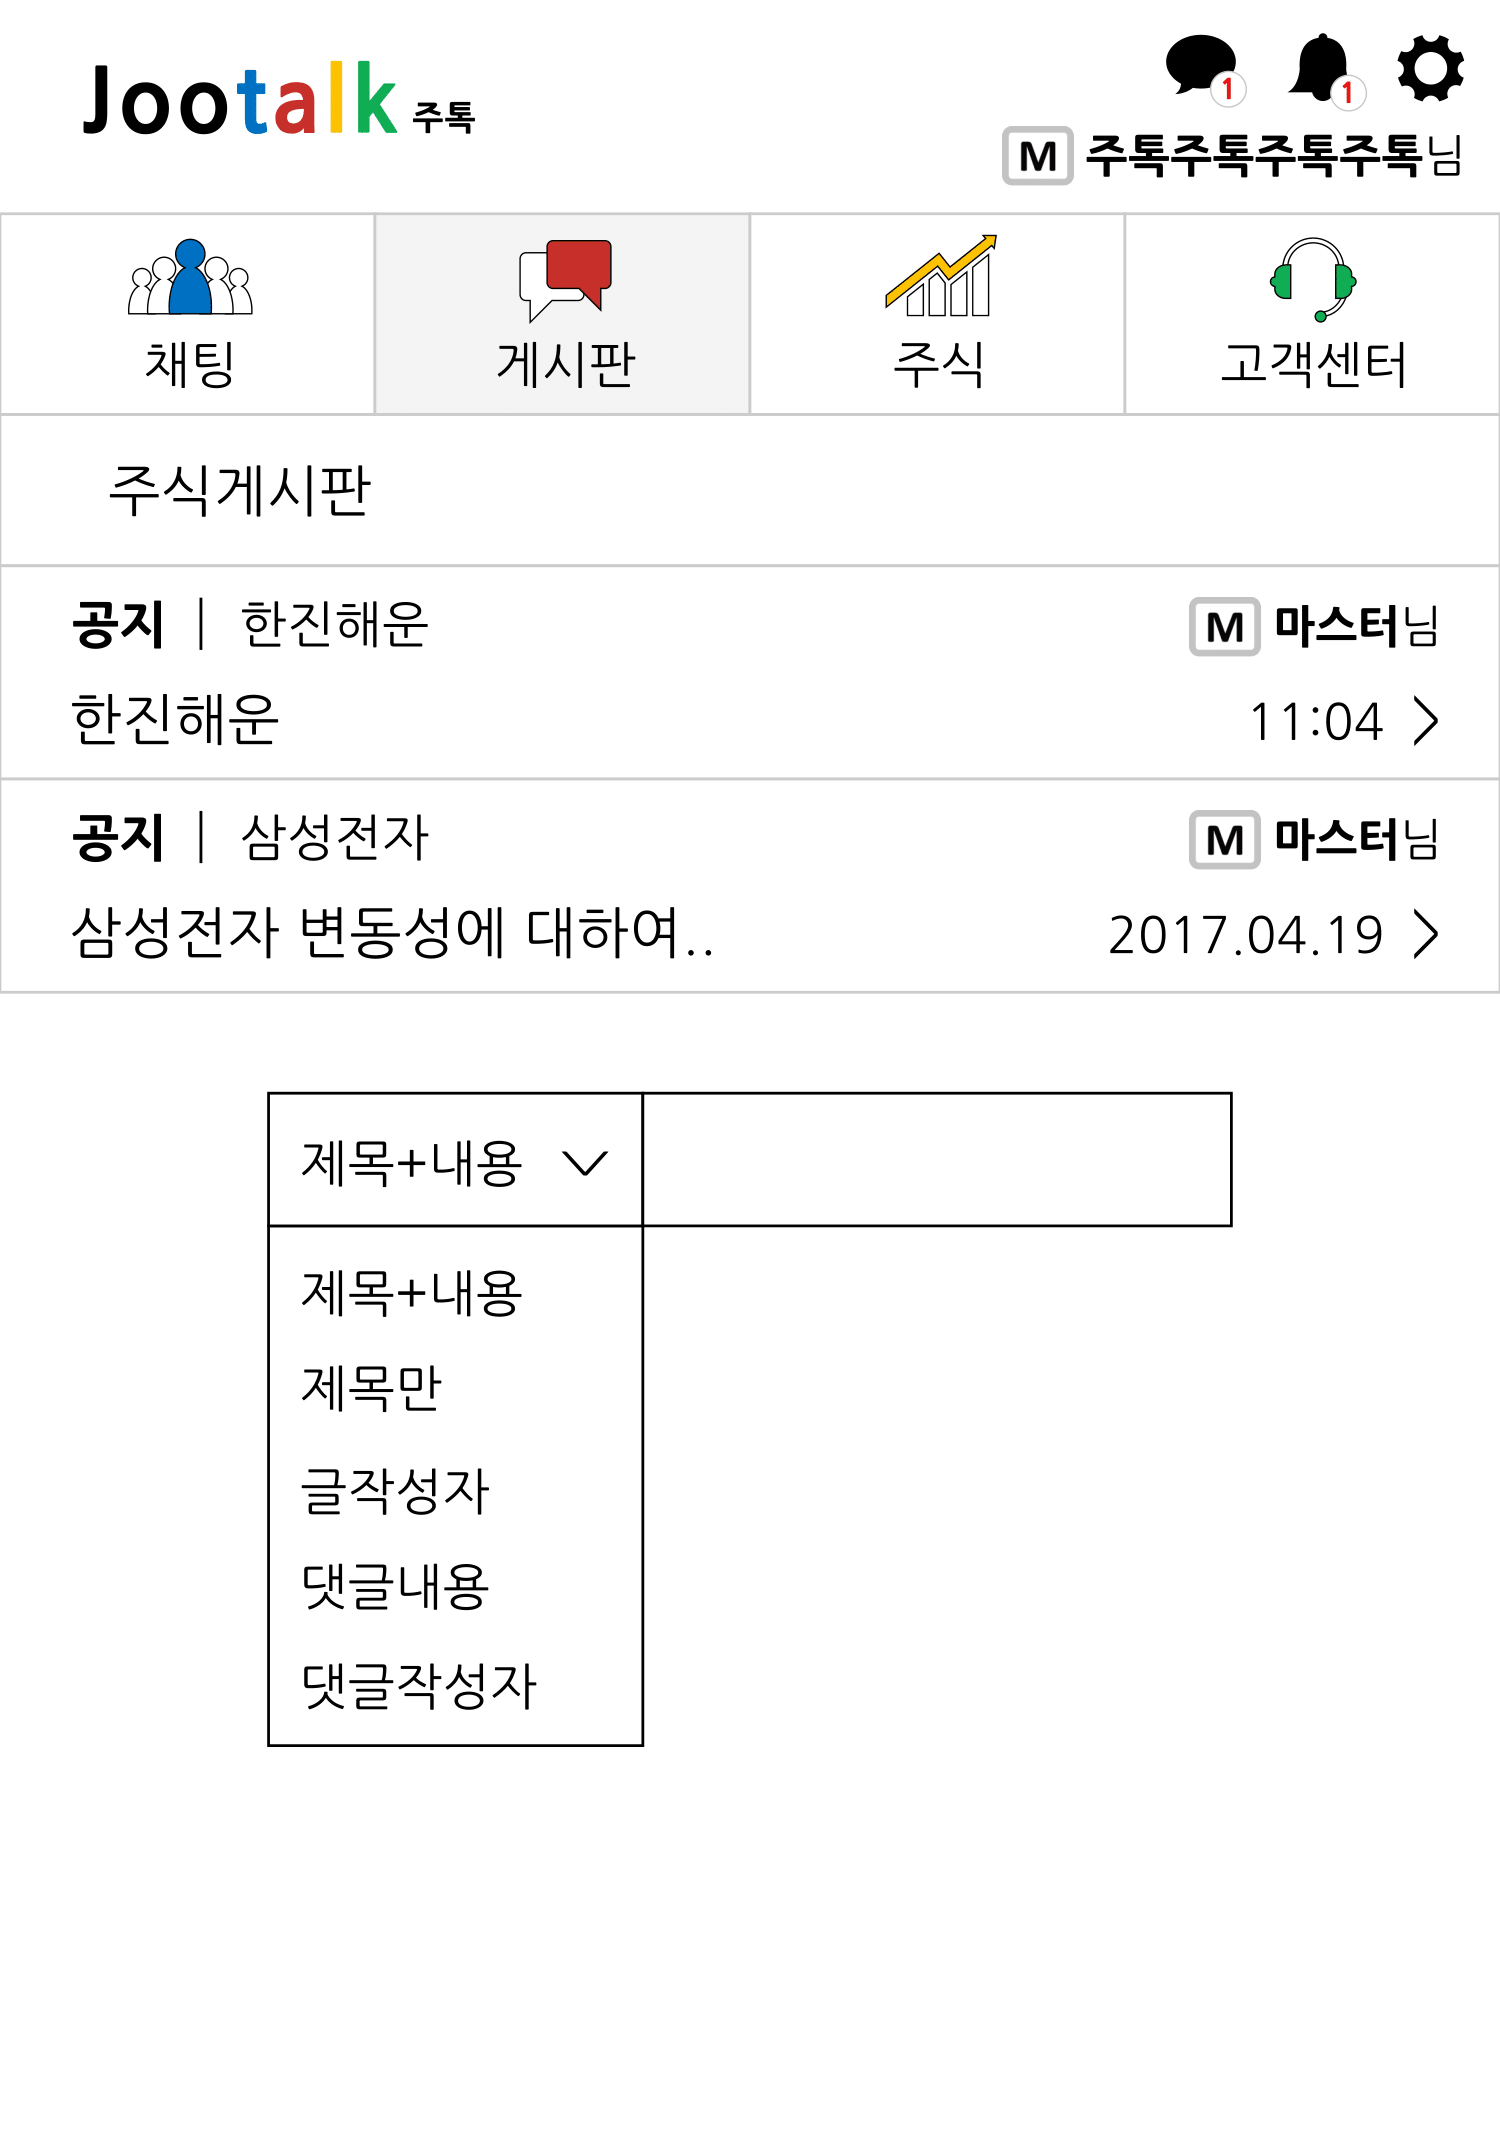 Jootalk 주톡
1
1
M 주톡주톡주톡주톡님
채팅
게시판
주식
고객센터
주식게시판
공지 | 한진해운
M 마스터님
한진해운
11:04 >
공지 | 삼성전자
M 마스터님
삼성전자 변동성에 대하여..
2017.04.19 >
제목+내용
제목+내용
제목만
글작성자
댓글내용
댓글작성자